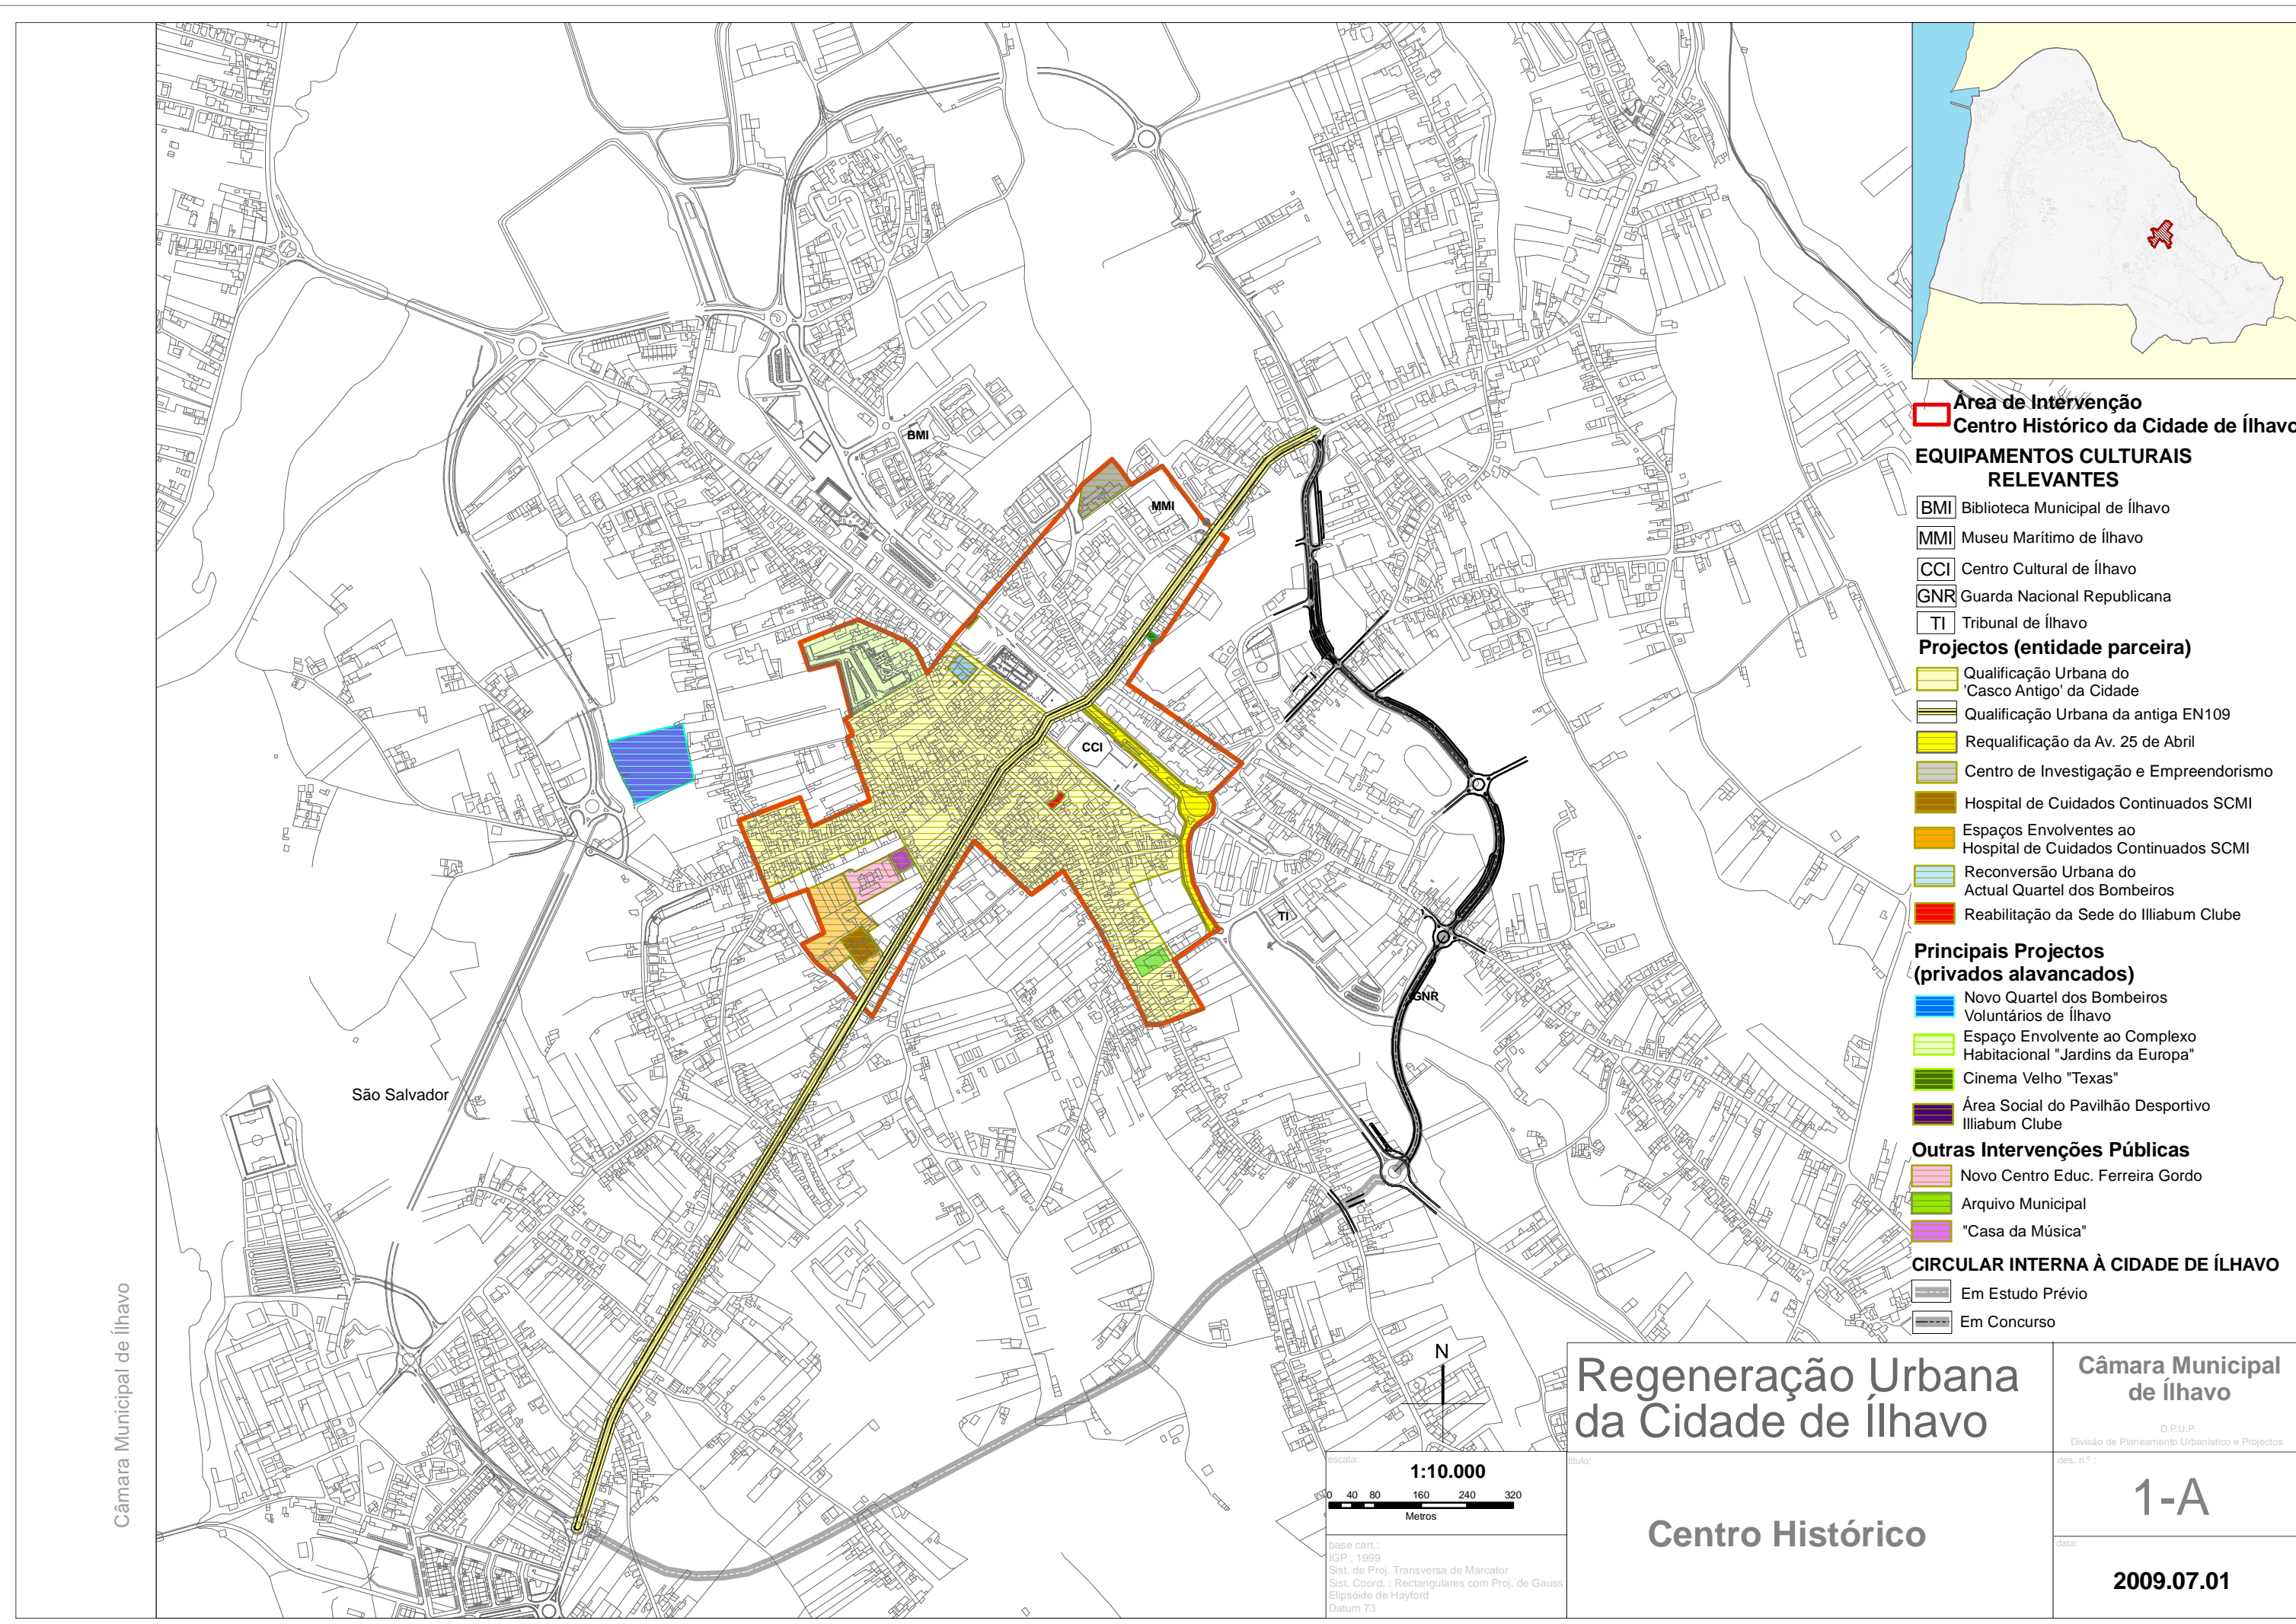 Câmara Municipal de Ílhavo
BMI
MMI
CCI
TI
GNR
São Salvador
Área de Intervenção
Centro Histórico da Cidade de Ílhavo
EQUIPAMENTOS CULTURAIS
RELEVANTES
BMI Biblioteca Municipal de Ílhavo
MMI Museu Marítimo de Ílhavo
CCI Centro Cultural de Ílhavo
GNR Guarda Nacional Republicana
TI Tribunal de Ílhavo
Projectos (entidade parceira)
Qualificação Urbana do
'Casco Antigo' da Cidade
Qualificação Urbana da antiga EN109
Requalificação da Av. 25 de Abril
Centro de Investigação e Empreendorismo
Hospital de Cuidados Continuados SCMI
Espaços Envolventes ao
Hospital de Cuidados Continuados SCMI
Reconversão Urbana do
Actual Quartel dos Bombeiros
Reabilitação da Sede do Illiabum Clube
Principais Projectos
(privados alavancados)
Novo Quartel dos Bombeiros
Voluntários de Ílhavo
Espaço Envolvente ao Complexo
Habitacional "Jardins da Europa"
Cinema Velho "Texas"
Área Social do Pavilhão Desportivo
Illiabum Clube
Outras Intervenções Públicas
Novo Centro Educ. Ferreira Gordo
Arquivo Municipal
"Casa da Música"
CIRCULAR INTERNA À CIDADE DE ÍLHAVO
Em Estudo Prévio
Em Concurso
N
escala:
1:10.000
0 40 80 160 240 320
Metros
base cart.:
IGP , 1999
Sist. de Proj. Transversa de Marcator
Sist. Coord. : Rectangulares com Proj. de Gauss
Elipsóide de Hayford
Datum 73
Regeneração Urbana
da Cidade de Ílhavo
título:
Centro Histórico
Câmara Municipal
de Ílhavo
D.P.U.P.
Divisão de Planeamento Urbanístico e Projectos
des. n.º :
1-A
data:
2009.07.01